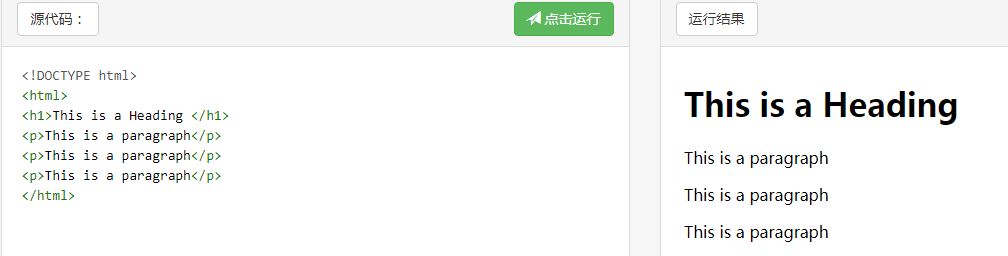 源代码：
点击运行
<!DOCTYPE html>
<html>
<h1>This is a Heading </h1>
<p>This is a paragraph</p>
<p>This is a paragraph</p>
<p>This is a paragraph</p>
</html>
运行结果
This is a Heading
This is a paragraph
This is a paragraph
This is a paragraph